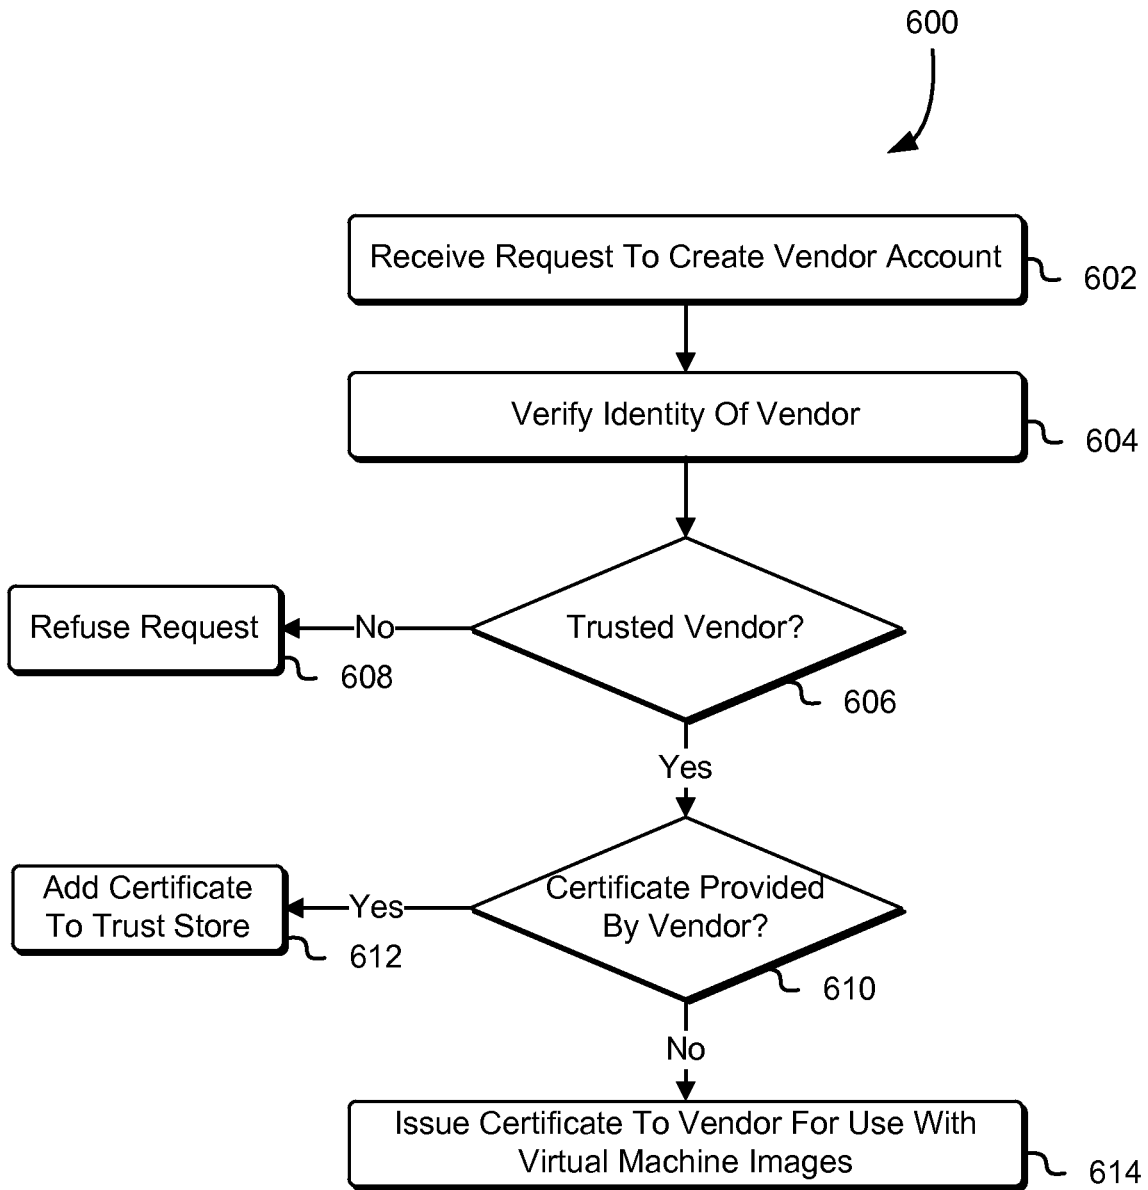 600
Receive Request To Create Vendor Account
602
Verify Identity Of Vendor
604
Trusted Vendor?
606
No
Refuse Request
608
Yes
Certificate Provided
By Vendor?
610
Yes
Add Certificate
To Trust Store
612
No
Issue Certificate To Vendor For Use With
Virtual Machine Images
614